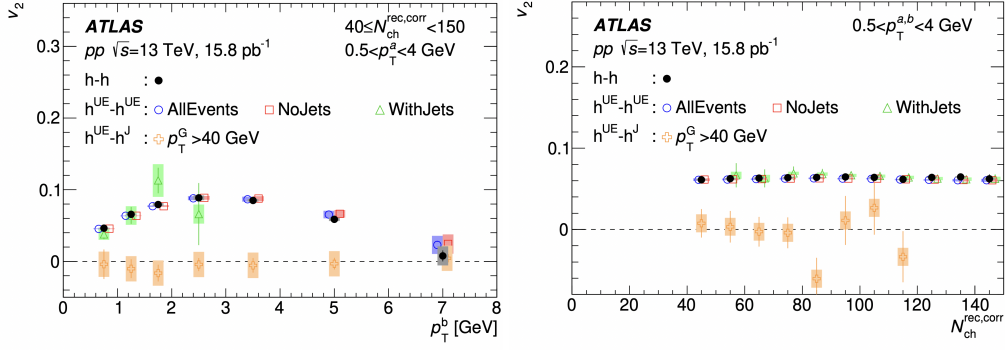 v₂
ATLAS 40≤N_ch^rec,corr<150
pp √s=13 TeV, 15.8 pb⁻¹ 0.5<p_T^a<4 GeV
h-h :
h^UE-h^UE : AllEvents NoJets WithJets
h^UE-h^J : p_T^G >40 GeV
0.3
0.2
0.1
0
0 1 2 3 4 5 6 7 8
p_T^b [GeV]
v₂
ATLAS 0.5<p_T^a,b<4 GeV
pp √s=13 TeV, 15.8 pb⁻¹
h-h :
h^UE-h^UE : AllEvents NoJets WithJets
h^UE-h^J : p_T^G >40 GeV
0.2
0.1
0
0 20 40 60 80 100 120 140
N_ch^rec,corr